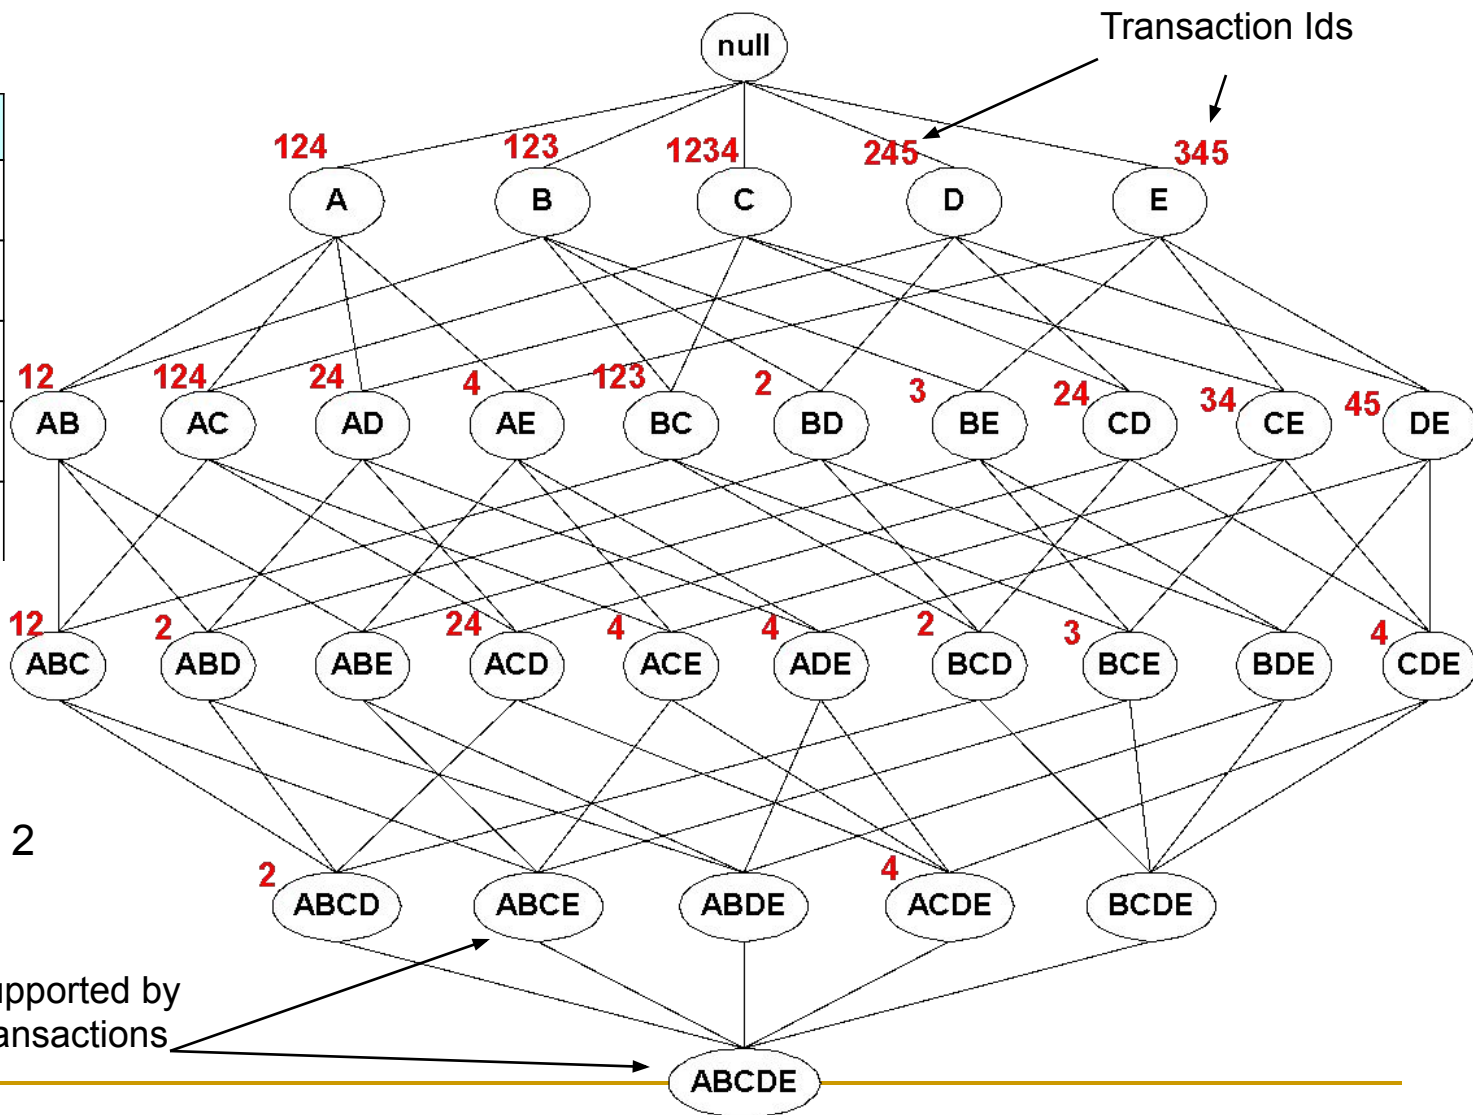 Transaction Ids
null
124 123 1234 245 345
A B C D E
12 124 24 4 123 2 3 24 34 45
AB AC AD AE BC BD BE CD CE DE
12 2 24 4 4 2 3 4
ABC ABD ABE ACD ACE ADE BCD BCE BDE CDE
2
2 4
ABCD ABCE ABDE ACDE BCDE
by
ABCDE